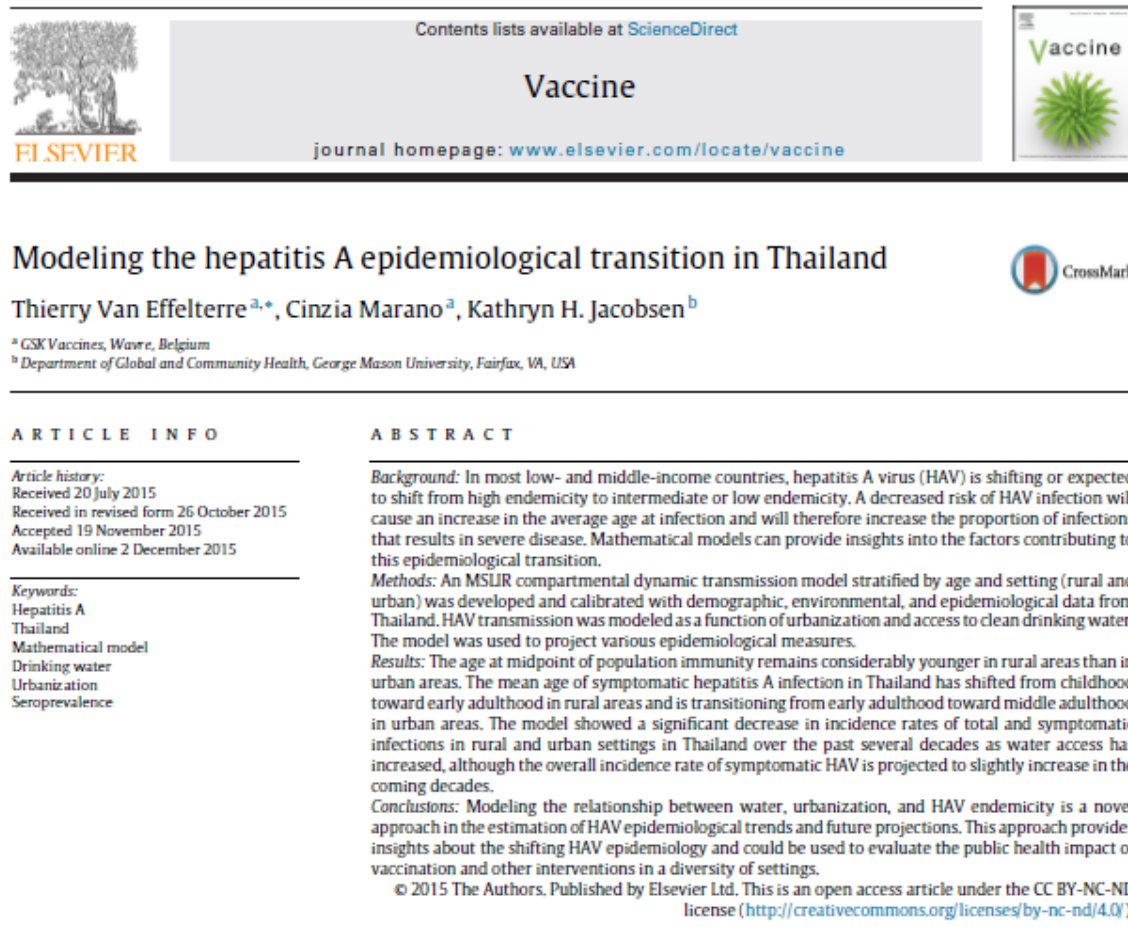 Contents lists available at ScienceDirect
Vaccine
journal homepage: www.elsevier.com/locate/vaccine
ELSEVIER
Vaccine
Modeling the hepatitis A epidemiological transition in Thailand
CrossMark
Thierry Van Effelterre a,*, Cinzia Marano a, Kathryn H. Jacobsen b
a GSK Vaccines, Wavre, Belgium
b Department of Global and Community Health, George Mason University, Fairfax, VA, USA
ARTICLE INFO
Article history:
Received 20 July 2015
Received in revised form 26 October 2015
Accepted 19 November 2015
Available online 2 December 2015
Keywords:
Hepatitis A
Thailand
Mathematical model
Drinking water
Urbanization
Seroprevalence
ABSTRACT
Background: In most low- and middle-income countries, hepatitis A virus (HAV) is shifting or expected
to shift from high endemicity to intermediate or low endemicity. A decreased risk of HAV infection wil
cause an increase in the average age at infection and will therefore increase the proportion of infection
that results in severe disease. Mathematical models can provide insights into the factors contributing to
this epidemiological transition.
Methods: An MSLIR compartmental dynamic transmission model stratified by age and setting (rural and
urban) was developed and calibrated with demographic, environmental, and epidemiological data from
Thailand. HAV transmission was modeled as a function of urbanization and access to clean drinking water
The model was used to project various epidemiological measures.
Results: The age at midpoint of population immunity remains considerably younger in rural areas than in
urban areas. The mean age of symptomatic hepatitis A infection in Thailand has shifted from childhood
toward early adulthood in rural areas and is transitioning from early adulthood toward middle adulthood
in urban areas. The model showed a significant decrease in incidence rates of total and symptomatic
infections in rural and urban settings in Thailand over the past several decades as water access ha
increased, although the overall incidence rate of symptomatic HAV is projected to slightly increase in the
coming decades.
Conclusions: Modeling the relationship between water, urbanization, and HAV endemicity is a nove
approach in the estimation of HAV epidemiological trends and future projections. This approach provide
insights about the shifting HAV epidemiology and could be used to evaluate the public health impact o
vaccination and other interventions in a diversity of settings.
© 2015 The Authors. Published by Elsevier Ltd. This is an open access article under the CC BY-NC-ND
license (http://creativecommons.org/licenses/by-nc-nd/4.0/)